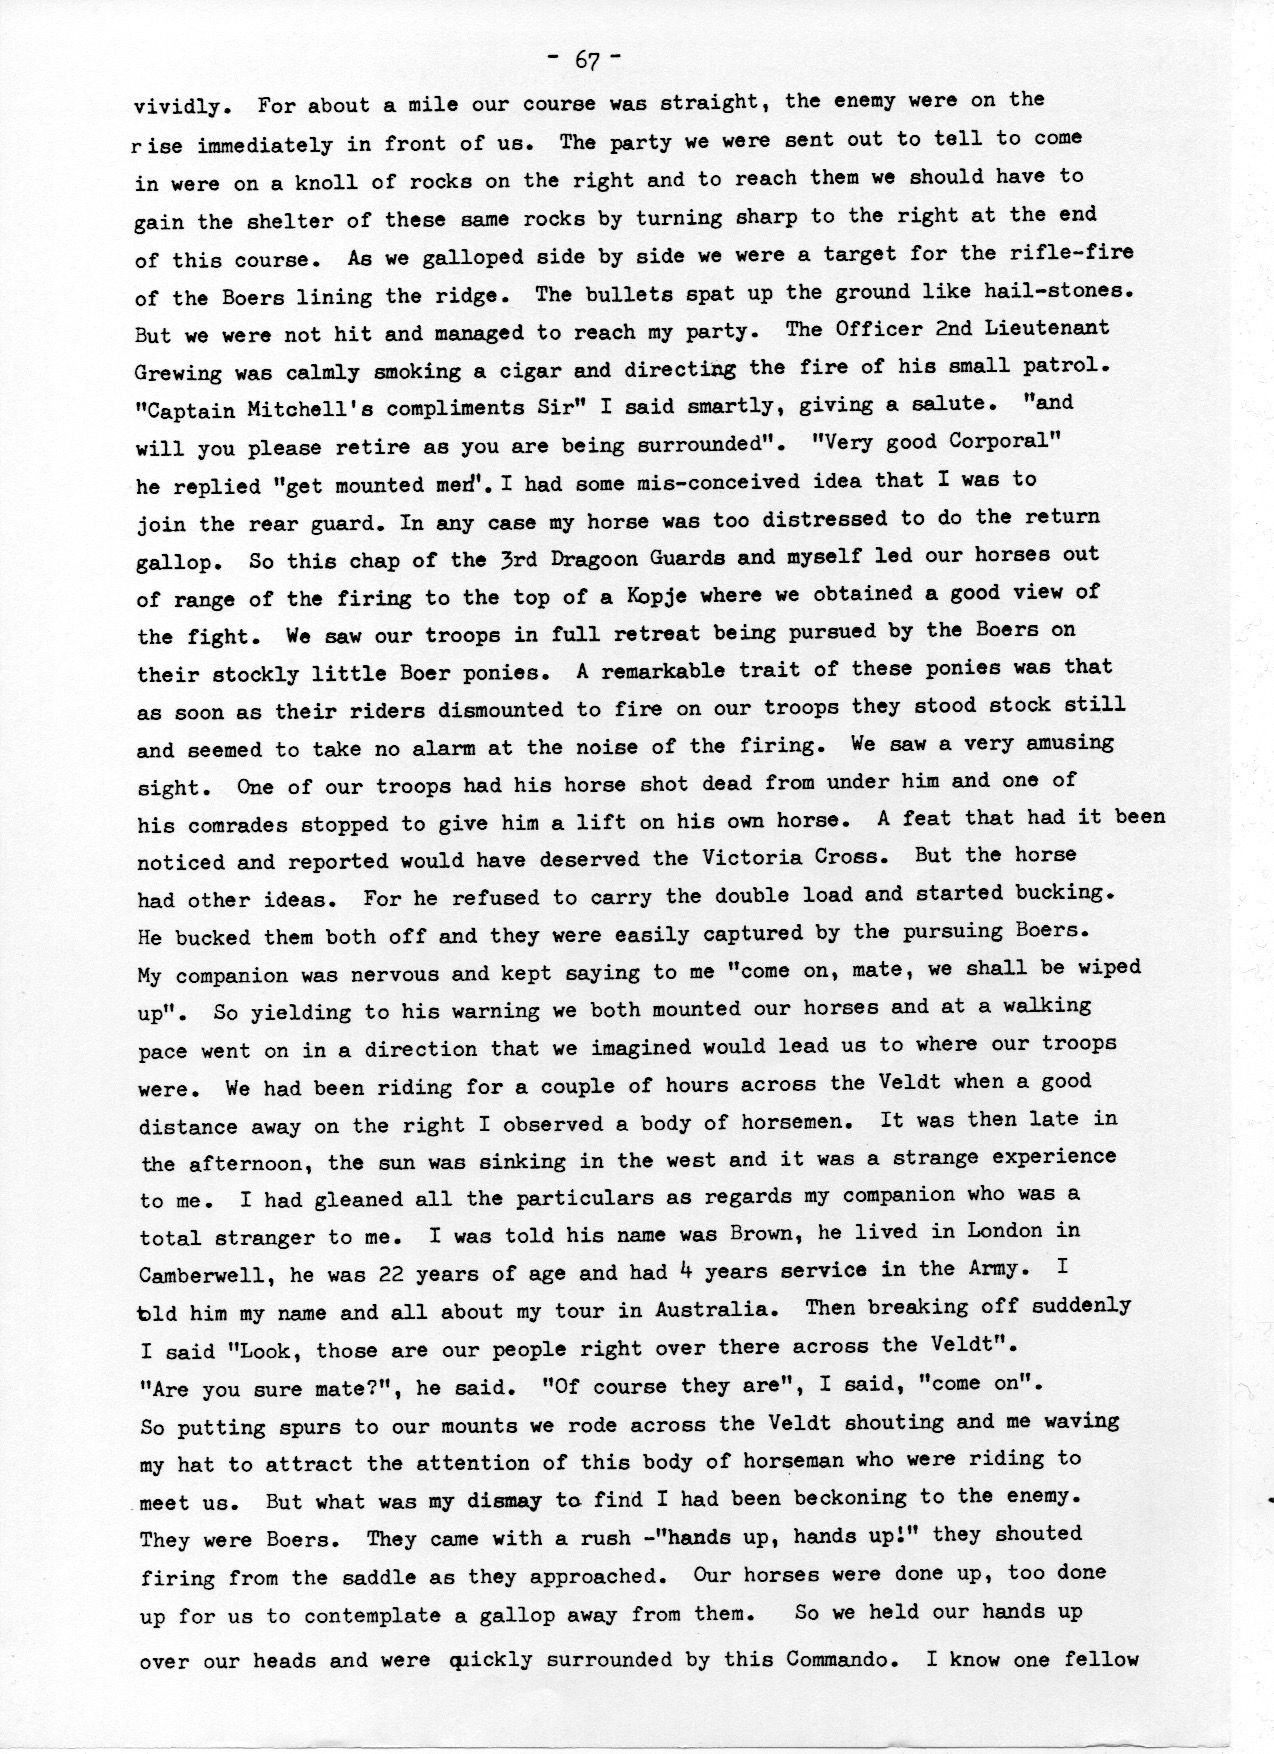 - 67 -
vividly.  For about a mile our course was straight, the enemy were on the
rise immediately in front of us.  The party we were sent out to tell to come
in were on a knoll of rocks on the right and to reach them we should have to
gain the shelter of these same rocks by turning sharp to the right at the end
of this course.  As we galloped side by side we were a target for the rifle-fire
of the Boers lining the ridge.  The bullets spat up the ground like hail-stones.
But we were not hit and managed to reach my party.  The Officer 2nd Lieutenant
Grewing was calmly smoking a cigar and directing the fire of his small patrol.
"Captain Mitchell's compliments Sir" I said smartly, giving a salute.  "and
will you please retire as you are being surrounded".  "Very good Corporal"
he replied "get mounted men". I had some mis-conceived idea that I was to
join the rear guard. In any case my horse was too distressed to do the return
gallop.  So this chap of the 3rd Dragoon Guards and myself led our horses out
of range of the firing to the top of a Kopje where we obtained a good view of
the fight.  We saw our troops in full retreat being pursued by the Boers on
their stockly little Boer ponies.  A remarkable trait of these ponies was that
as soon as their riders dismounted to fire on our troops they stood stock still
and seemed to take no alarm at the noise of the firing.  We saw a very amusing
sight.  One of our troops had his horse shot dead from under him and one of
his comrades stopped to give him a lift on his own horse.  A feat that had it been
noticed and reported would have deserved the Victoria Cross.  But the horse
had other ideas.  For he refused to carry the double load and started bucking.
He bucked them both off and they were easily captured by the pursuing Boers.
My companion was nervous and kept saying to me "come on, mate, we shall be wiped
up".  So yielding to his warning we both mounted our horses and at a walking
pace went on in a direction that we imagined would lead us to where our troops
were.  We had been riding for a couple of hours across the Veldt when a good
distance away on the right I observed a body of horsemen.  It was then late in
the afternoon, the sun was sinking in the west and it was a strange experience
to me.  I had gleaned all the particulars as regards my companion who was a
total stranger to me.  I was told his name was Brown, he lived in London in
Camberwell, he was 22 years of age and had 4 years service in the Army.  I
told him my name and all about my tour in Australia.  Then breaking off suddenly
I said "Look, those are our people right over there across the Veldt".
"Are you sure mate?", he said.  "Of course they are", I said, "come on".
So putting spurs to our mounts we rode across the Veldt shouting and me waving
my hat to attract the attention of this body of horseman who were riding to
meet us.  But what was my dismay to find I had been beckoning to the enemy.
They were Boers.  They came with a rush -"hands up, hands up!" they shouted
firing from the saddle as they approached.  Our horses were done up, too done
up for us to contemplate a gallop away from them.  So we held our hands up
over our heads and were quickly surrounded by this Commando.  I know one fellow